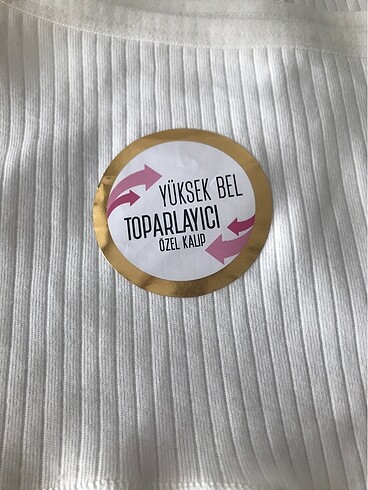 YÜKSEK BEL
TOPARLAYICI
ÖZEL KALIP